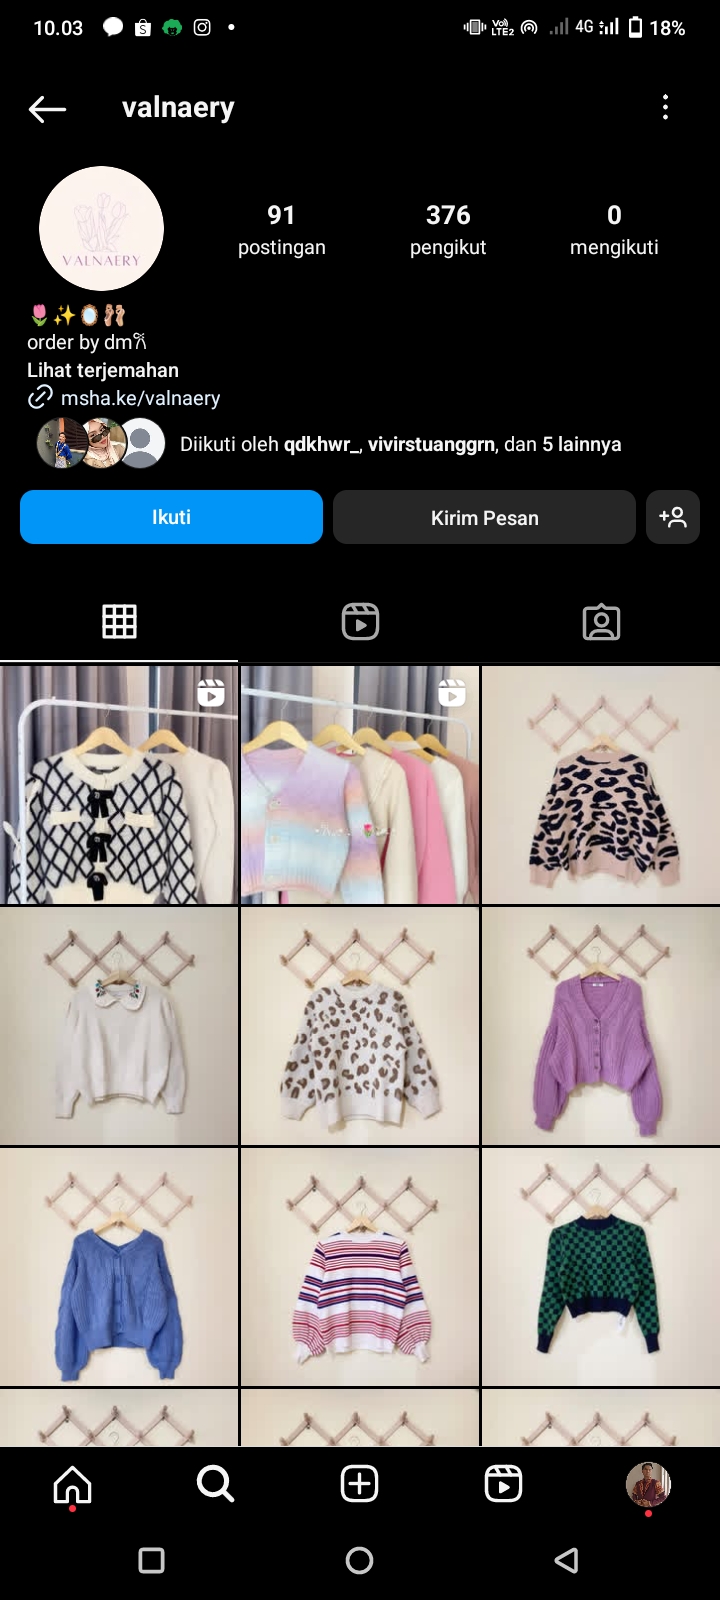 10.03 Vo) LTE2 4G 18%
valnaery
VALNAERY
91 376 0
postingan pengikut mengikuti
order by dm
Lihat terjemahan
msha.ke/valnaery
Diikuti oleh qdkhwr_, vivirstuanggrn, dan 5 lainnya
Ikuti Kirim Pesan